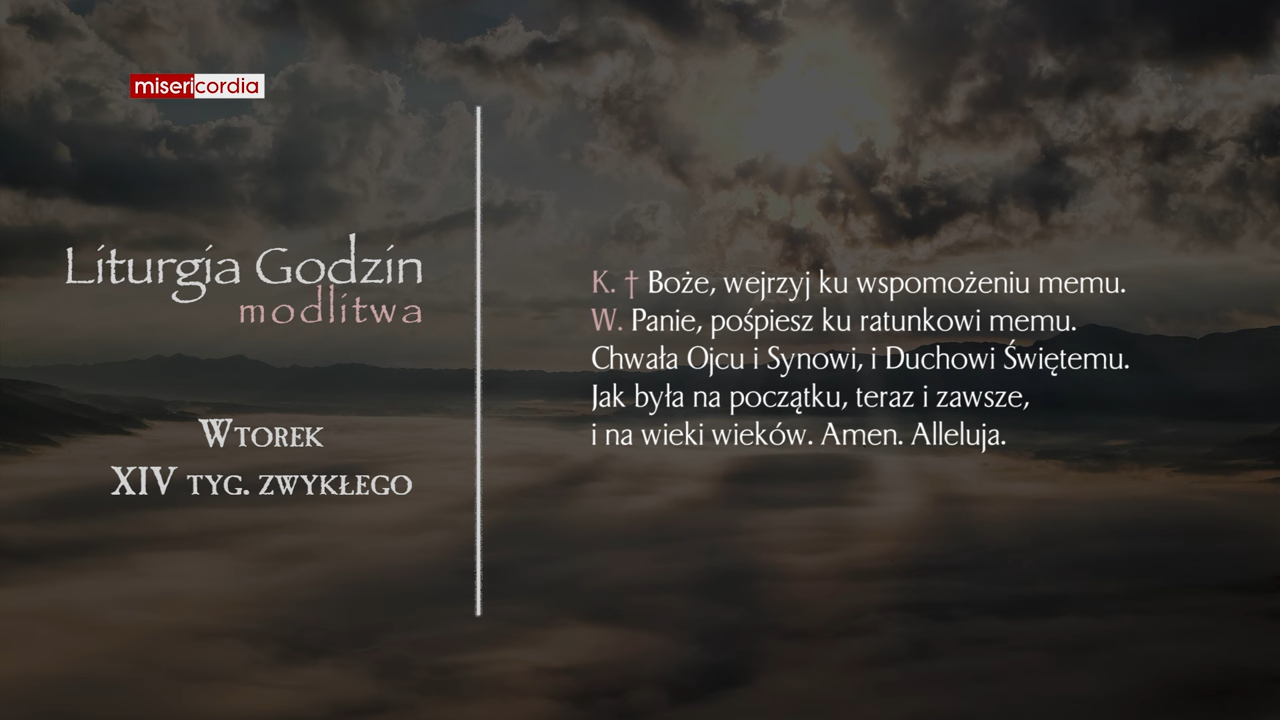 misericordia
Liturgia Godzin
modlitwa
Wtorek
XIV tyg. zwykłego
K. † Boże, wejrzyj ku wspomożeniu memu.
W. Panie, pośpiesz ku ratunkowi memu.
Chwała Ojcu i Synowi, i Duchowi Świętemu.
Jak była na początku, teraz i zawsze,
i na wieki wieków. Amen. Alleluja.